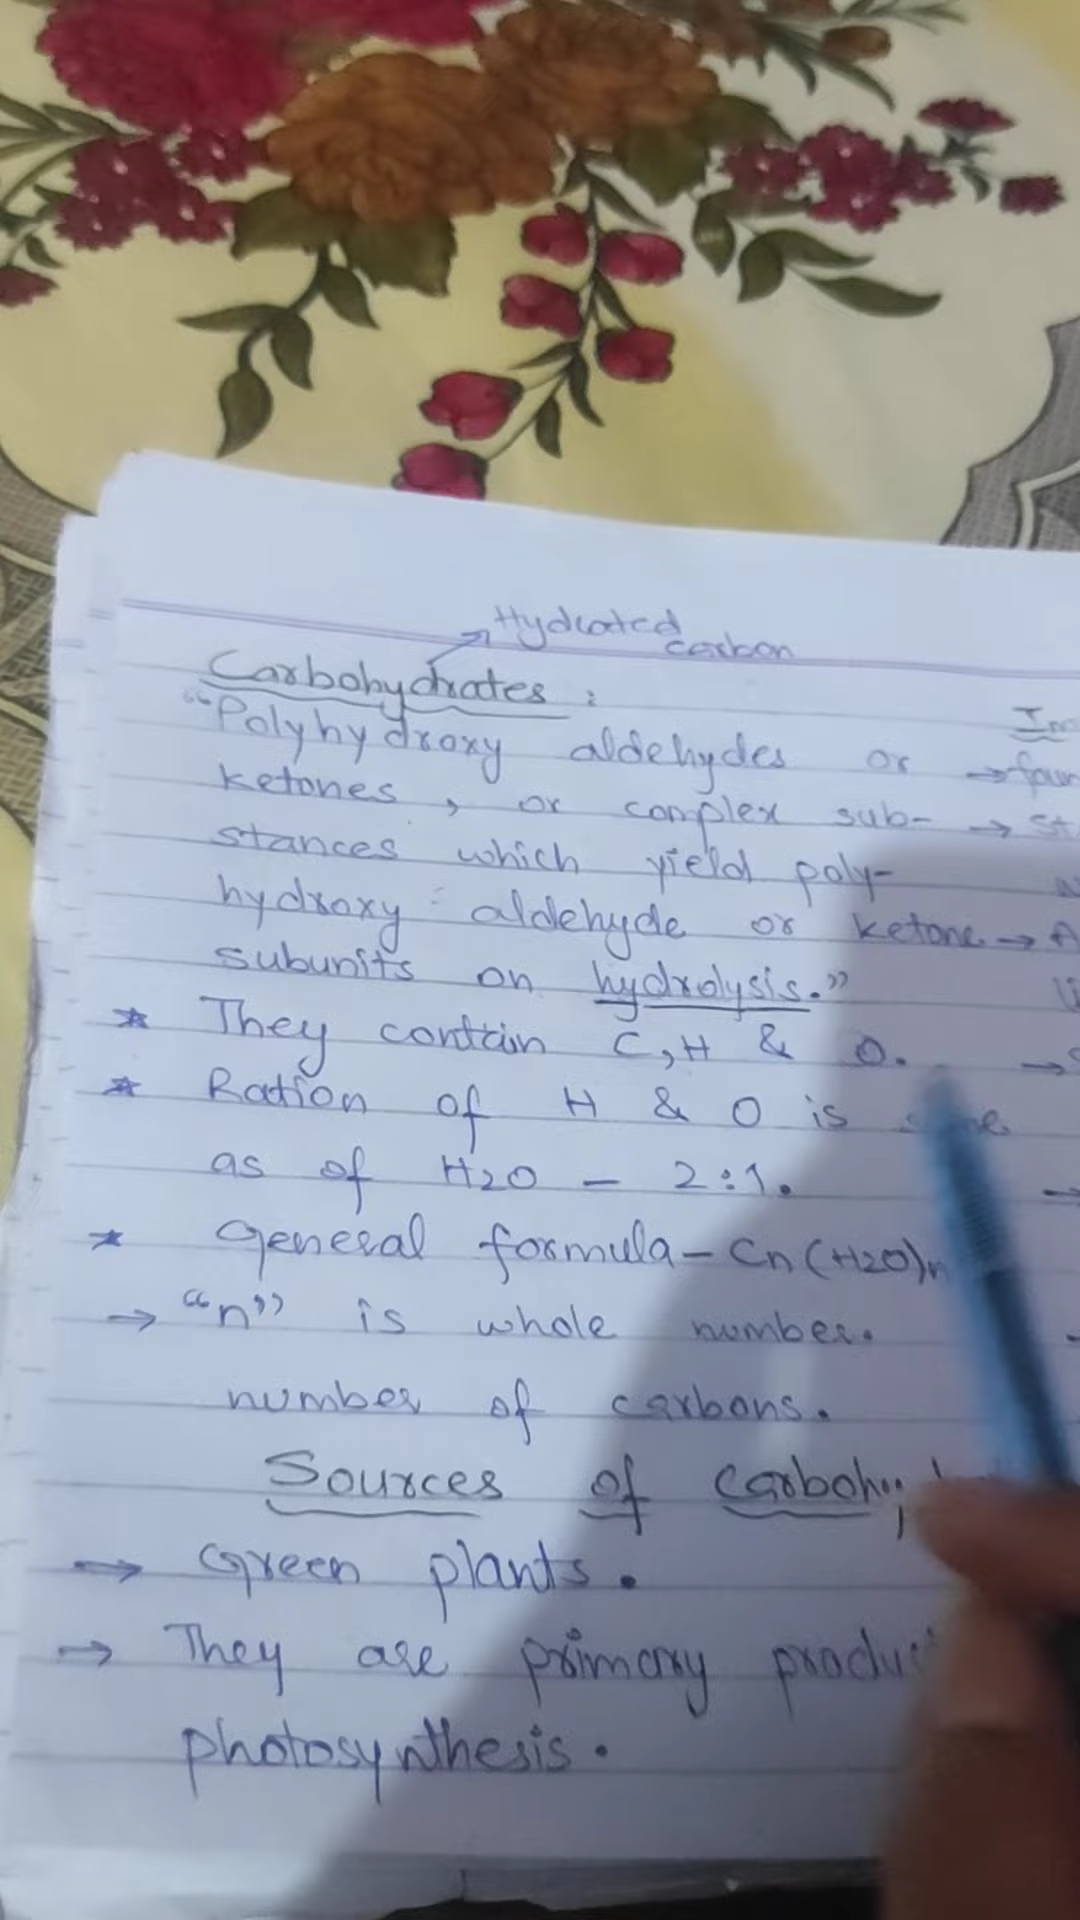 Hydrated
carbon
Carbohydrates :
“Polyhydroxy aldehydes or
ketones, or complex sub-
stances which yield poly-
hydroxy aldehyde or ketone
subunits on hydrolysis.”
* They contain C, H & O.
* Ration of H & O is
as of H2O – 2:1.
* General formula – Cn(H2O)n
→ “n” is whole number.
number of carbons.
Sources of
→ Green plants.
→ They are primary
photosynthesis.